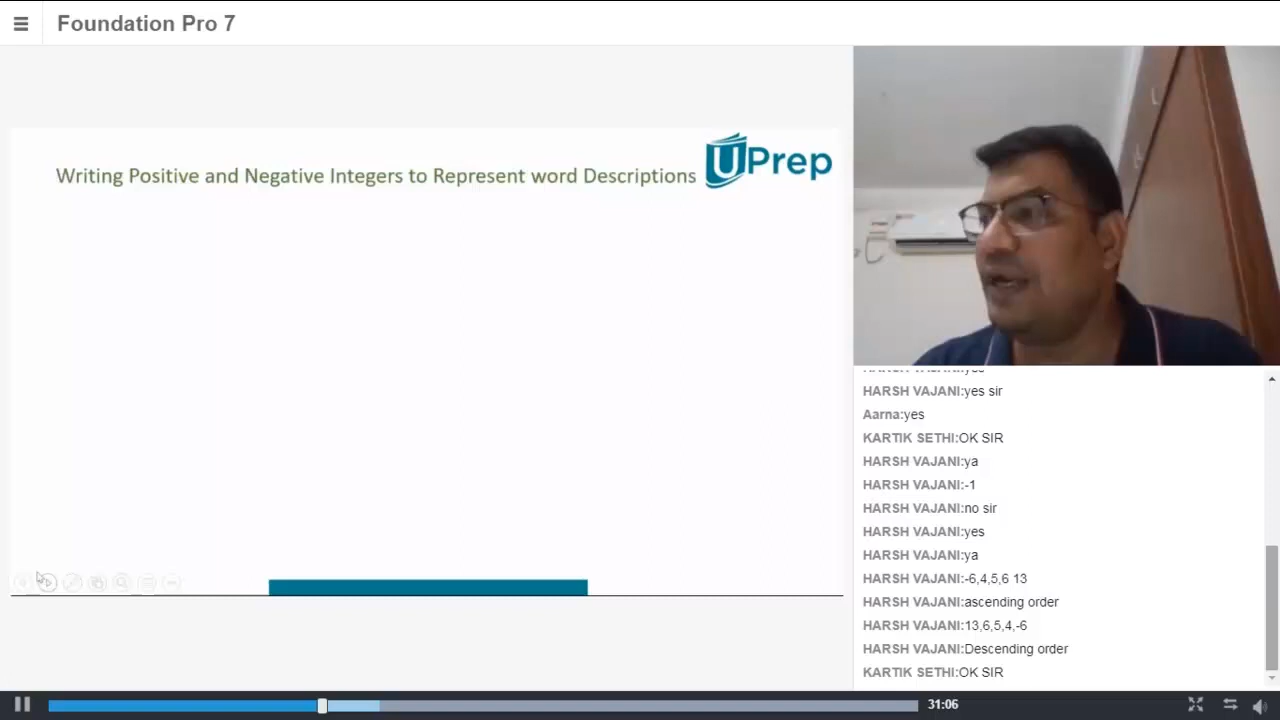 Foundation Pro 7
Writing Positive and Negative Integers to Represent word Descriptions
UPrep
HARSH VAJANI:yes
HARSH VAJANI:yes sir
Aarna:yes
KARTIK SETHI:OK SIR
HARSH VAJANI:ya
HARSH VAJANI:-1
HARSH VAJANI:no sir
HARSH VAJANI:yes
HARSH VAJANI:ya
HARSH VAJANI:-6,4,5,6 13
HARSH VAJANI:ascending order
HARSH VAJANI:13,6,5,4,-6
HARSH VAJANI:Descending order
KARTIK SETHI:OK SIR
31:06